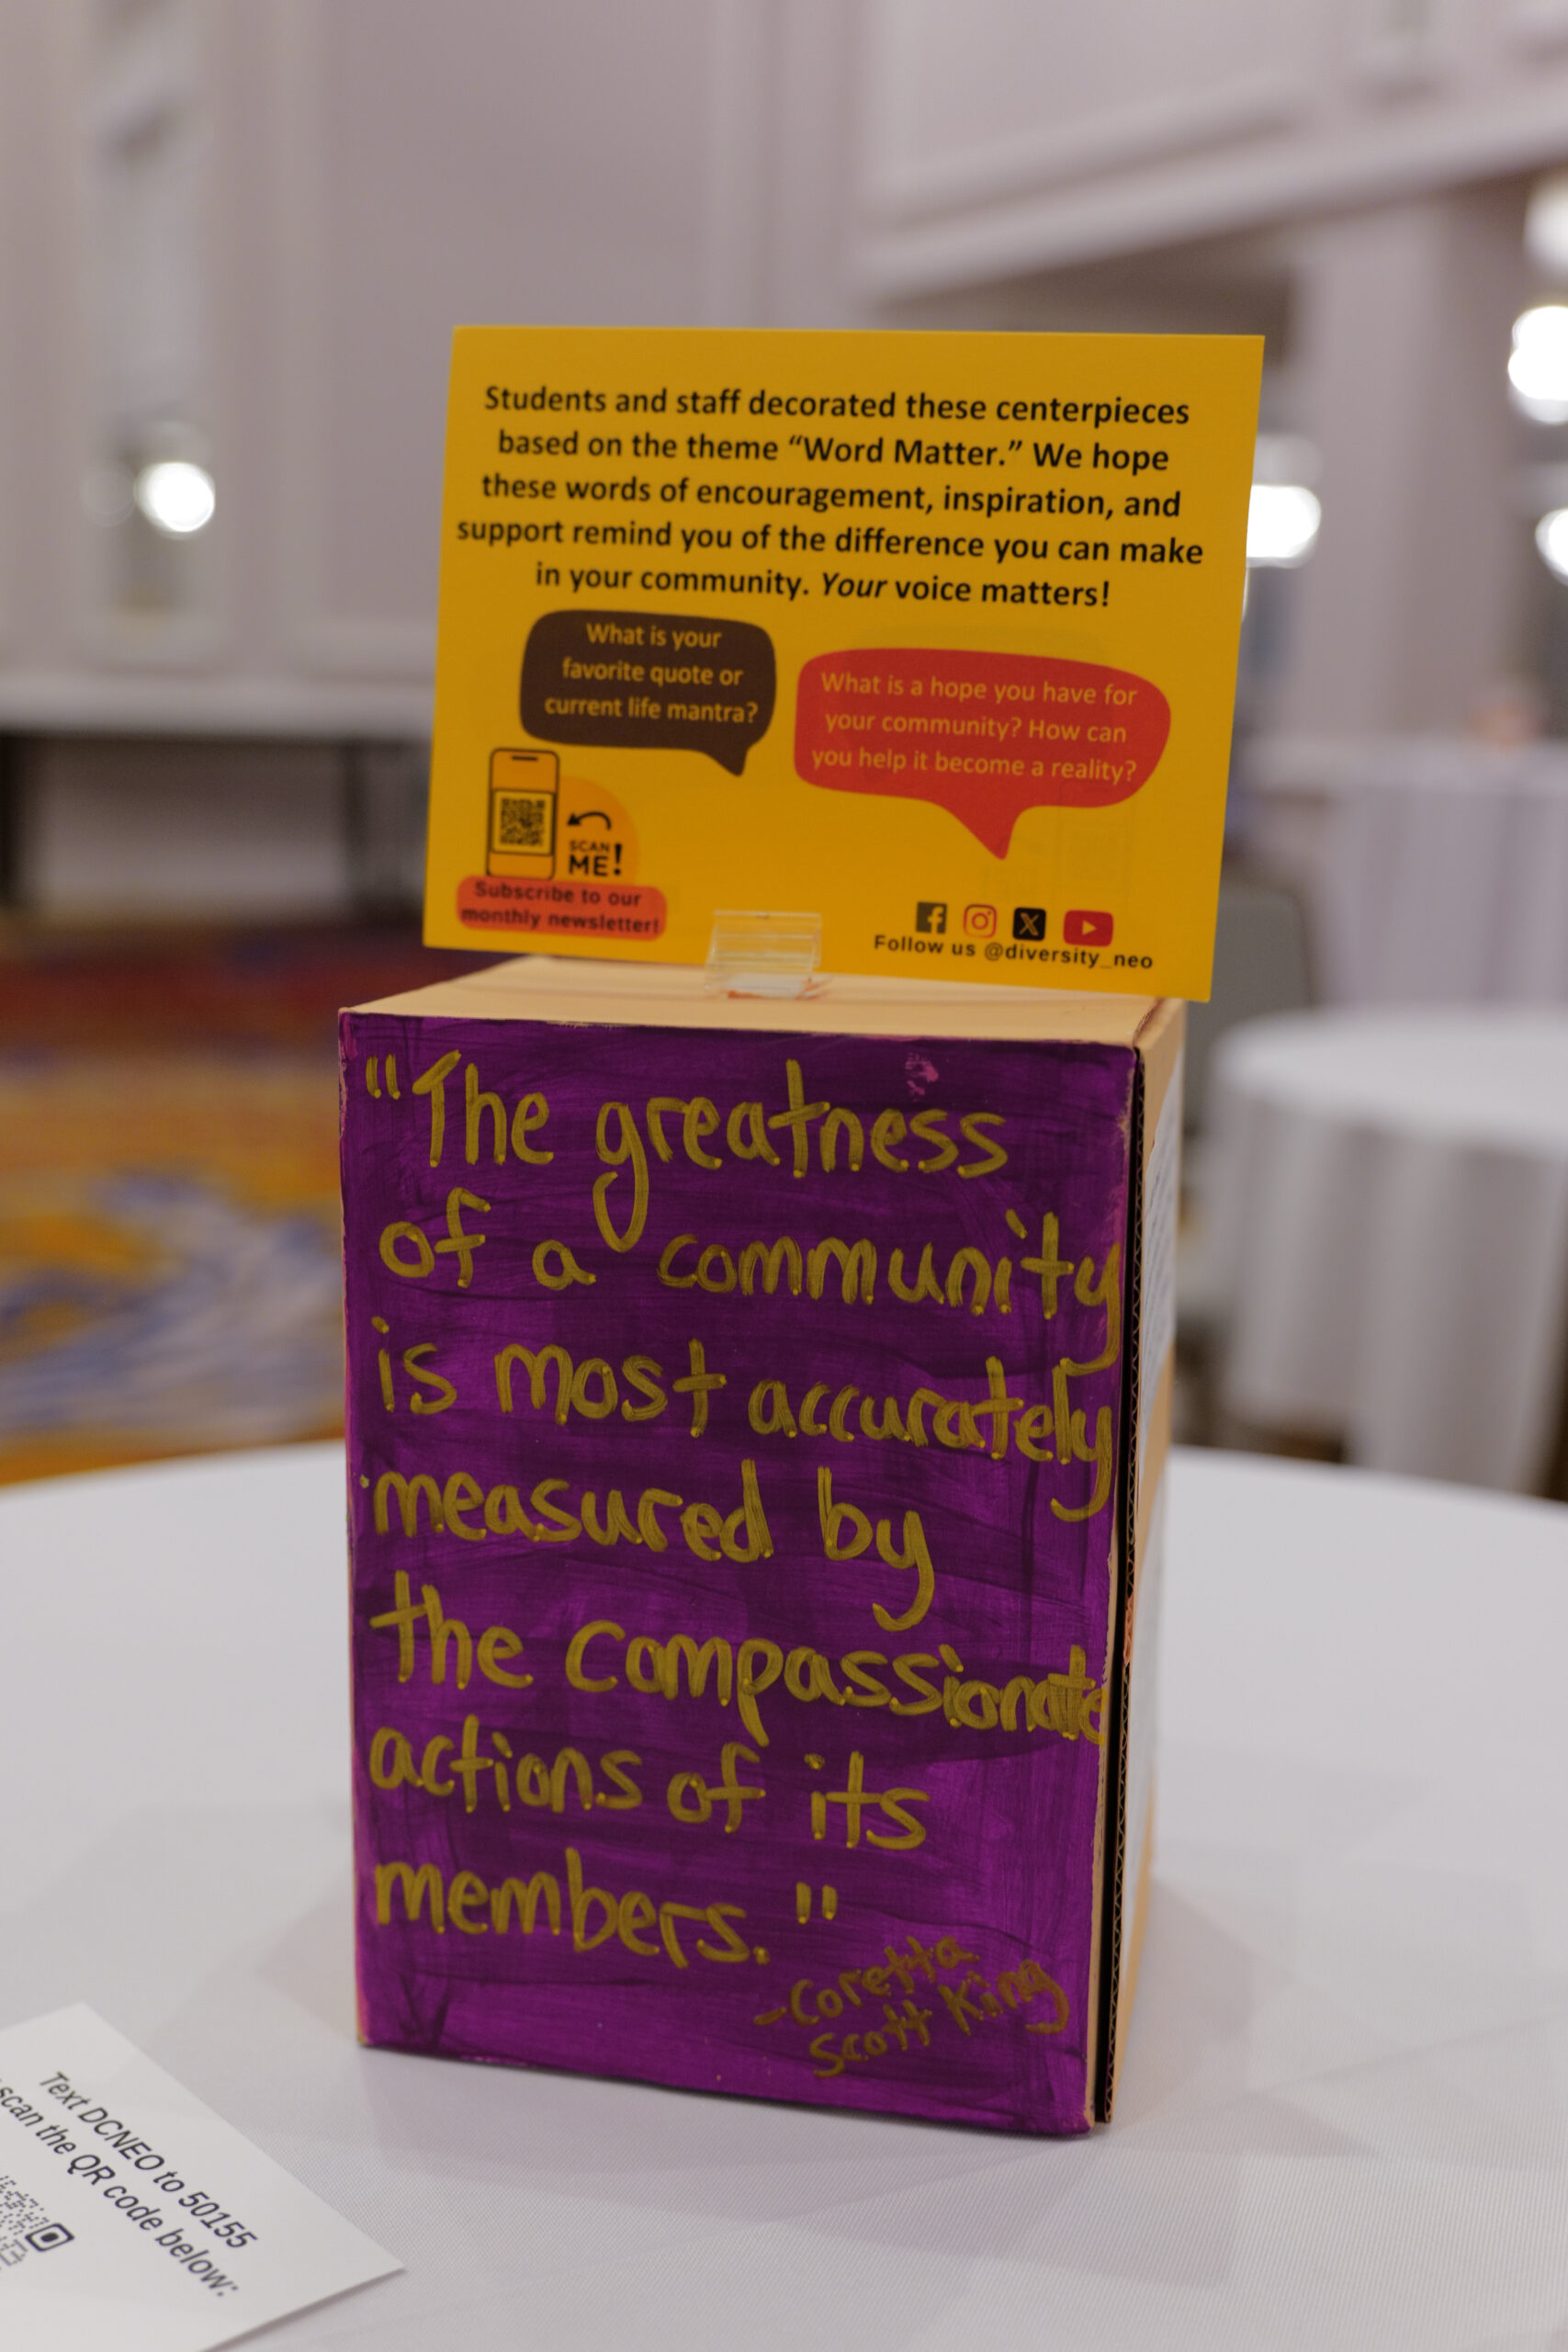 Students and staff decorated these centerpieces
based on the theme “Word Matter.” We hope
these words of encouragement, inspiration, and
support remind you of the difference you can make
in your community. Your voice matters!
What is your
favorite quote or
current life mantra?
What is a hope you have for
your community? How can
you help it become a reality?
SCAN
ME!
Subscribe to our
monthly newsletter!
Follow us @diversity_neo
"The greatness
of a community
is most accurately
measured by
the compassionate
actions of its
members."
-Coretta
Scott King
Text DCNEO to 50155
scan the QR code below: